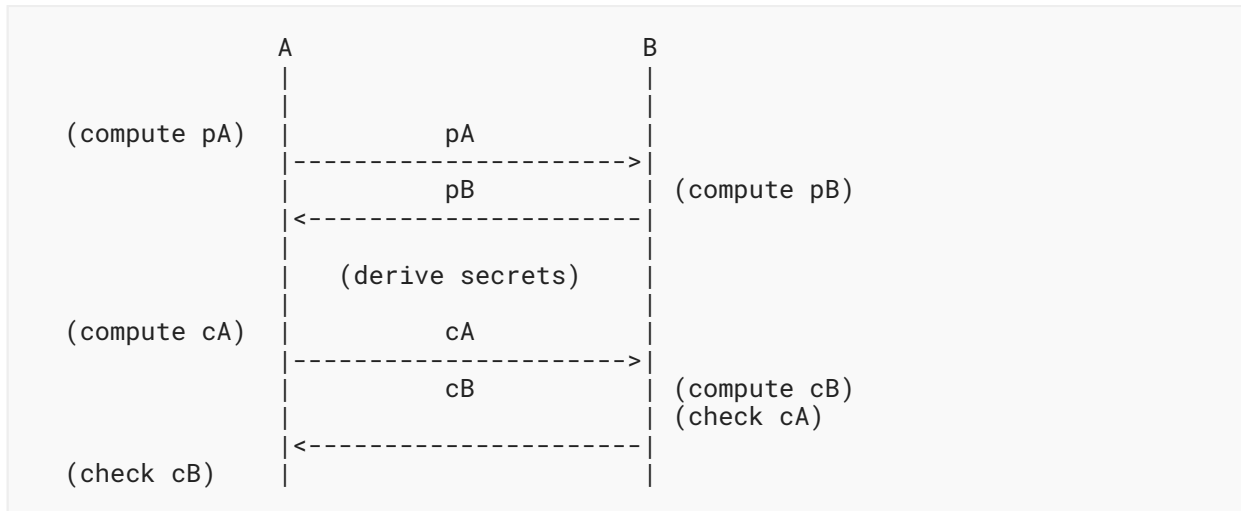 A                       B
|                       |
|                       |
(compute pA)  |          pA           |
|---------------------->|
|          pB           | (compute pB)
|<----------------------|
|                       |
|   (derive secrets)    |
|                       |
(compute cA)  |          cA           |
|---------------------->|
|          cB           | (compute cB)
|                       | (check cA)
|<----------------------|
(check cB)    |                       |